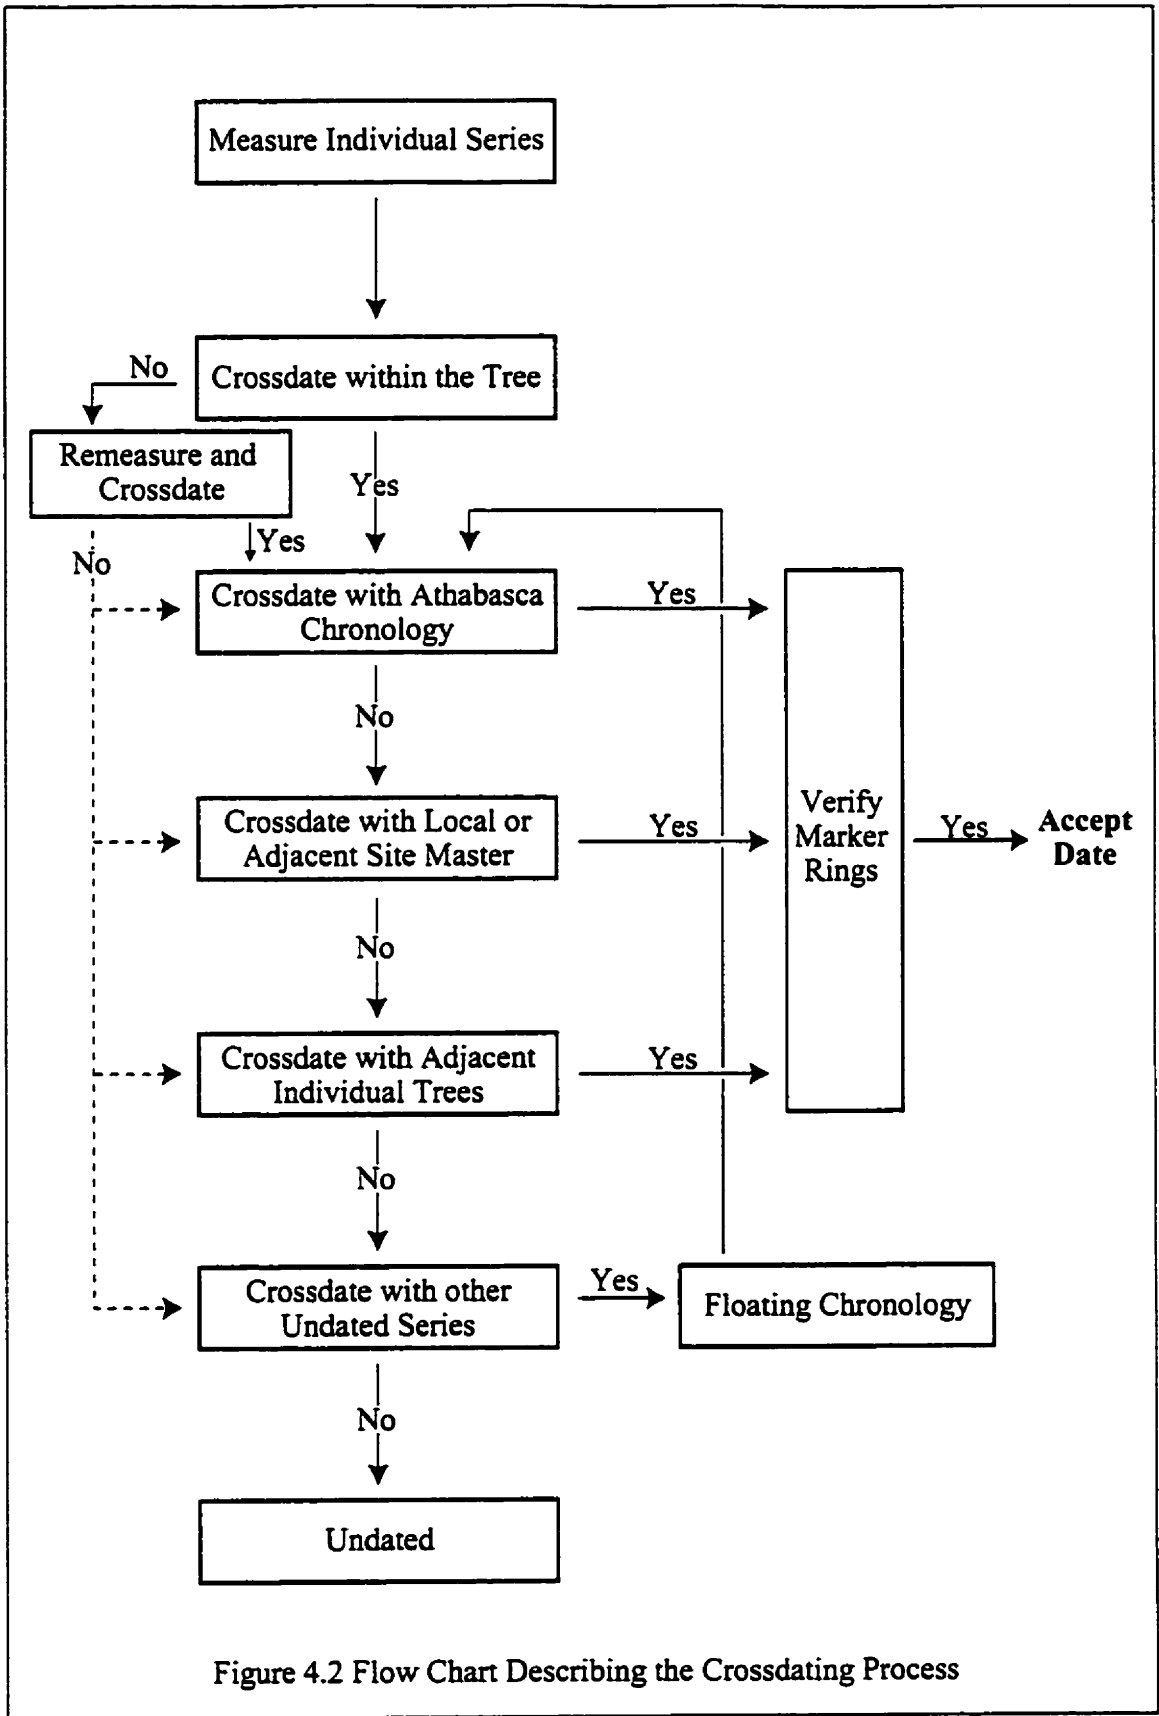 Measure Individual Series
No
Crossdate within the Tree
Remeasure and
Crossdate
Yes
No
Yes
Crossdate with Athabasca
Chronology
Yes
No
Crossdate with Local or
Adjacent Site Master
Yes
Verify
Marker
Rings
Yes
Accept
Date
No
Crossdate with Adjacent
Individual Trees
Yes
No
Crossdate with other
Undated Series
Yes
Floating Chronology
No
Undated
Figure 4.2 Flow Chart Describing the Crossdating Process